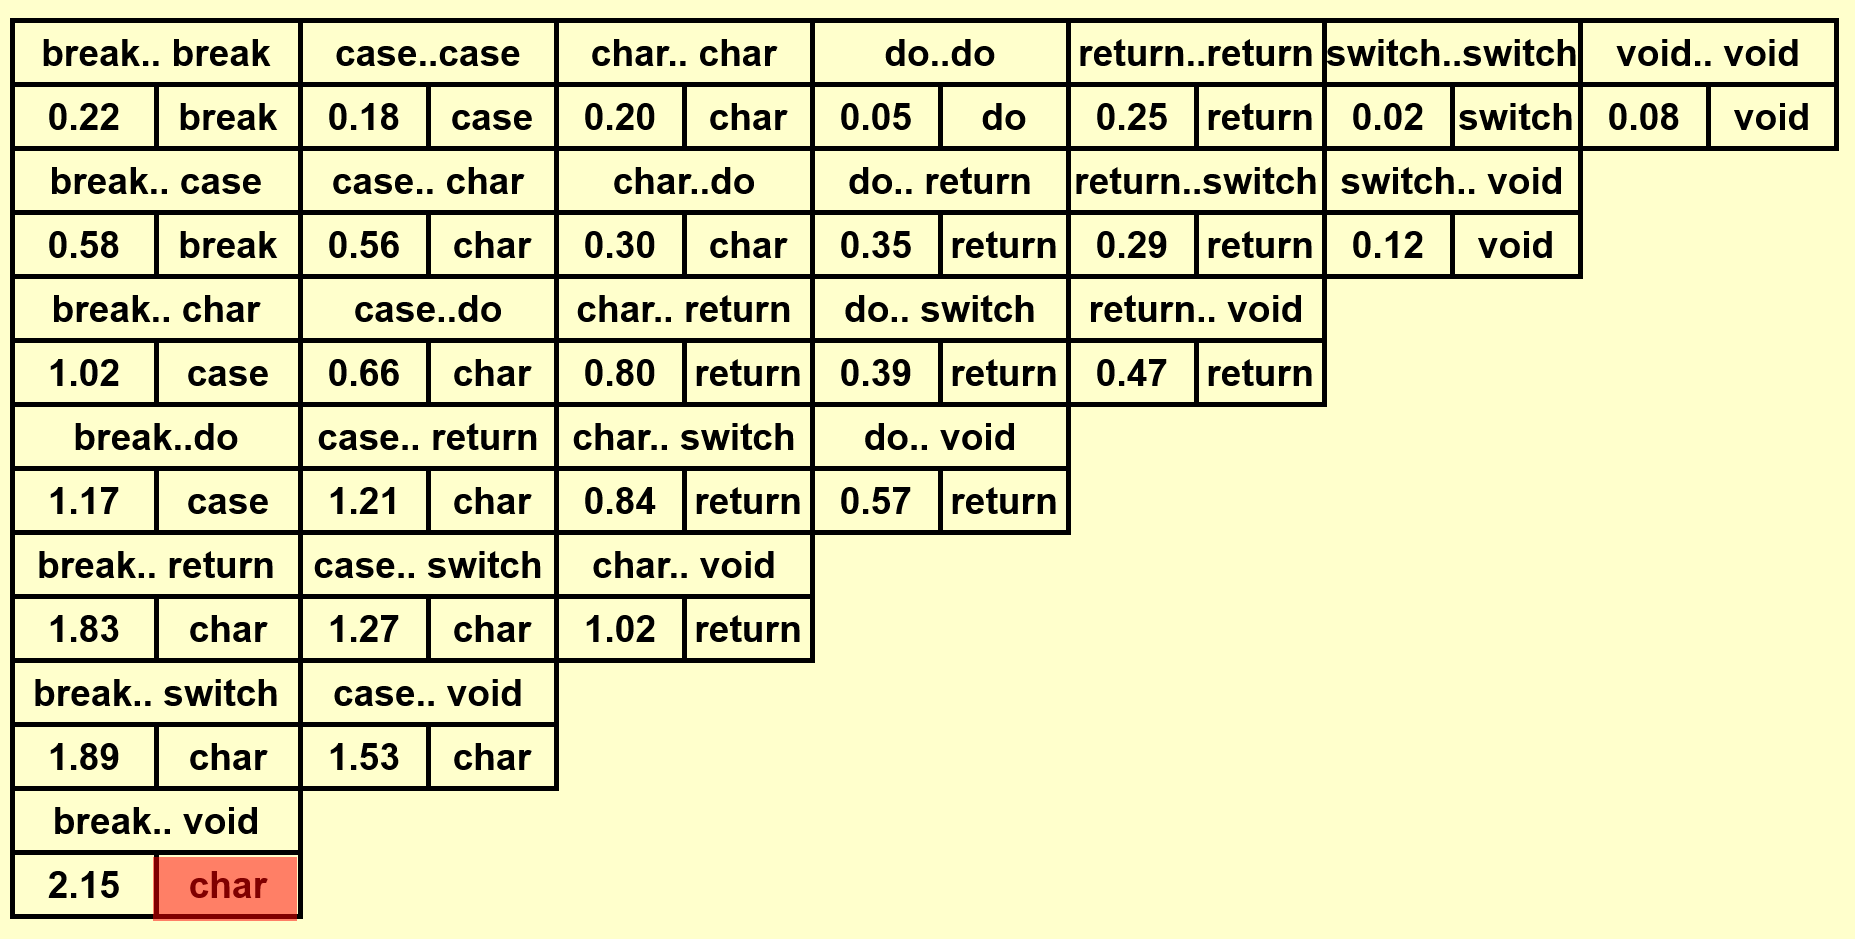 break.. break case..case char.. char do..do return..return switch..switch void.. void
0.22 break 0.18 case 0.20 char 0.05 do 0.25 return 0.02 switch 0.08 void
break.. case case.. char char..do do.. return return..switch switch.. void
0.58 break 0.56 char 0.30 char 0.35 return 0.29 return 0.12 void
break.. char case..do char.. return do.. switch return.. void
1.02 case 0.66 char 0.80 return 0.39 return 0.47 return
break..do case.. return char.. switch do.. void
1.17 case 1.21 char 0.84 return 0.57 return
break.. return case.. switch char.. void
1.83 char 1.27 char 1.02 return
break.. switch case.. void
1.89 char 1.53 char
break.. void
2.15 char